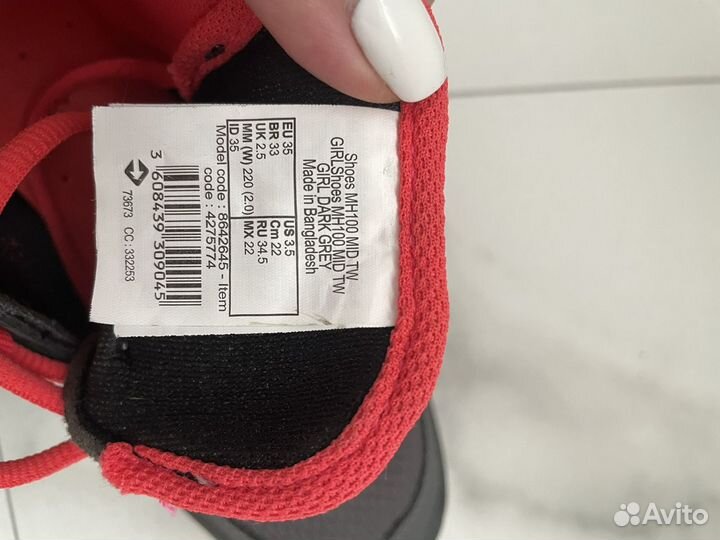 Shoes MH100 MID TW
GIRLShoes MH100 MID TW
GIRL DARK GREY
Made in Bangladesh
EU 35 US 3.5
BR 33 Cm 22
UK 2.5 RU 34.5
MM (W) 220 (2:0) MX 22
ID 35
Model code : 8642645 - Item
code : 4275774
3 608439 309045
73673 CC : 332253
Avito